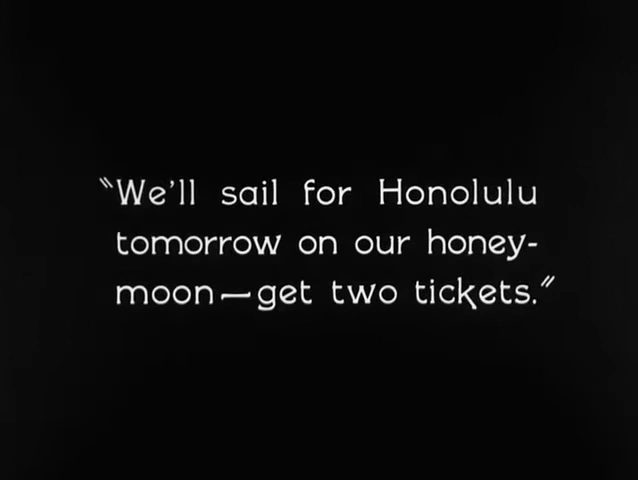 "We'll sail for Honolulu
tomorrow on our honey-
moon—get two tickets."